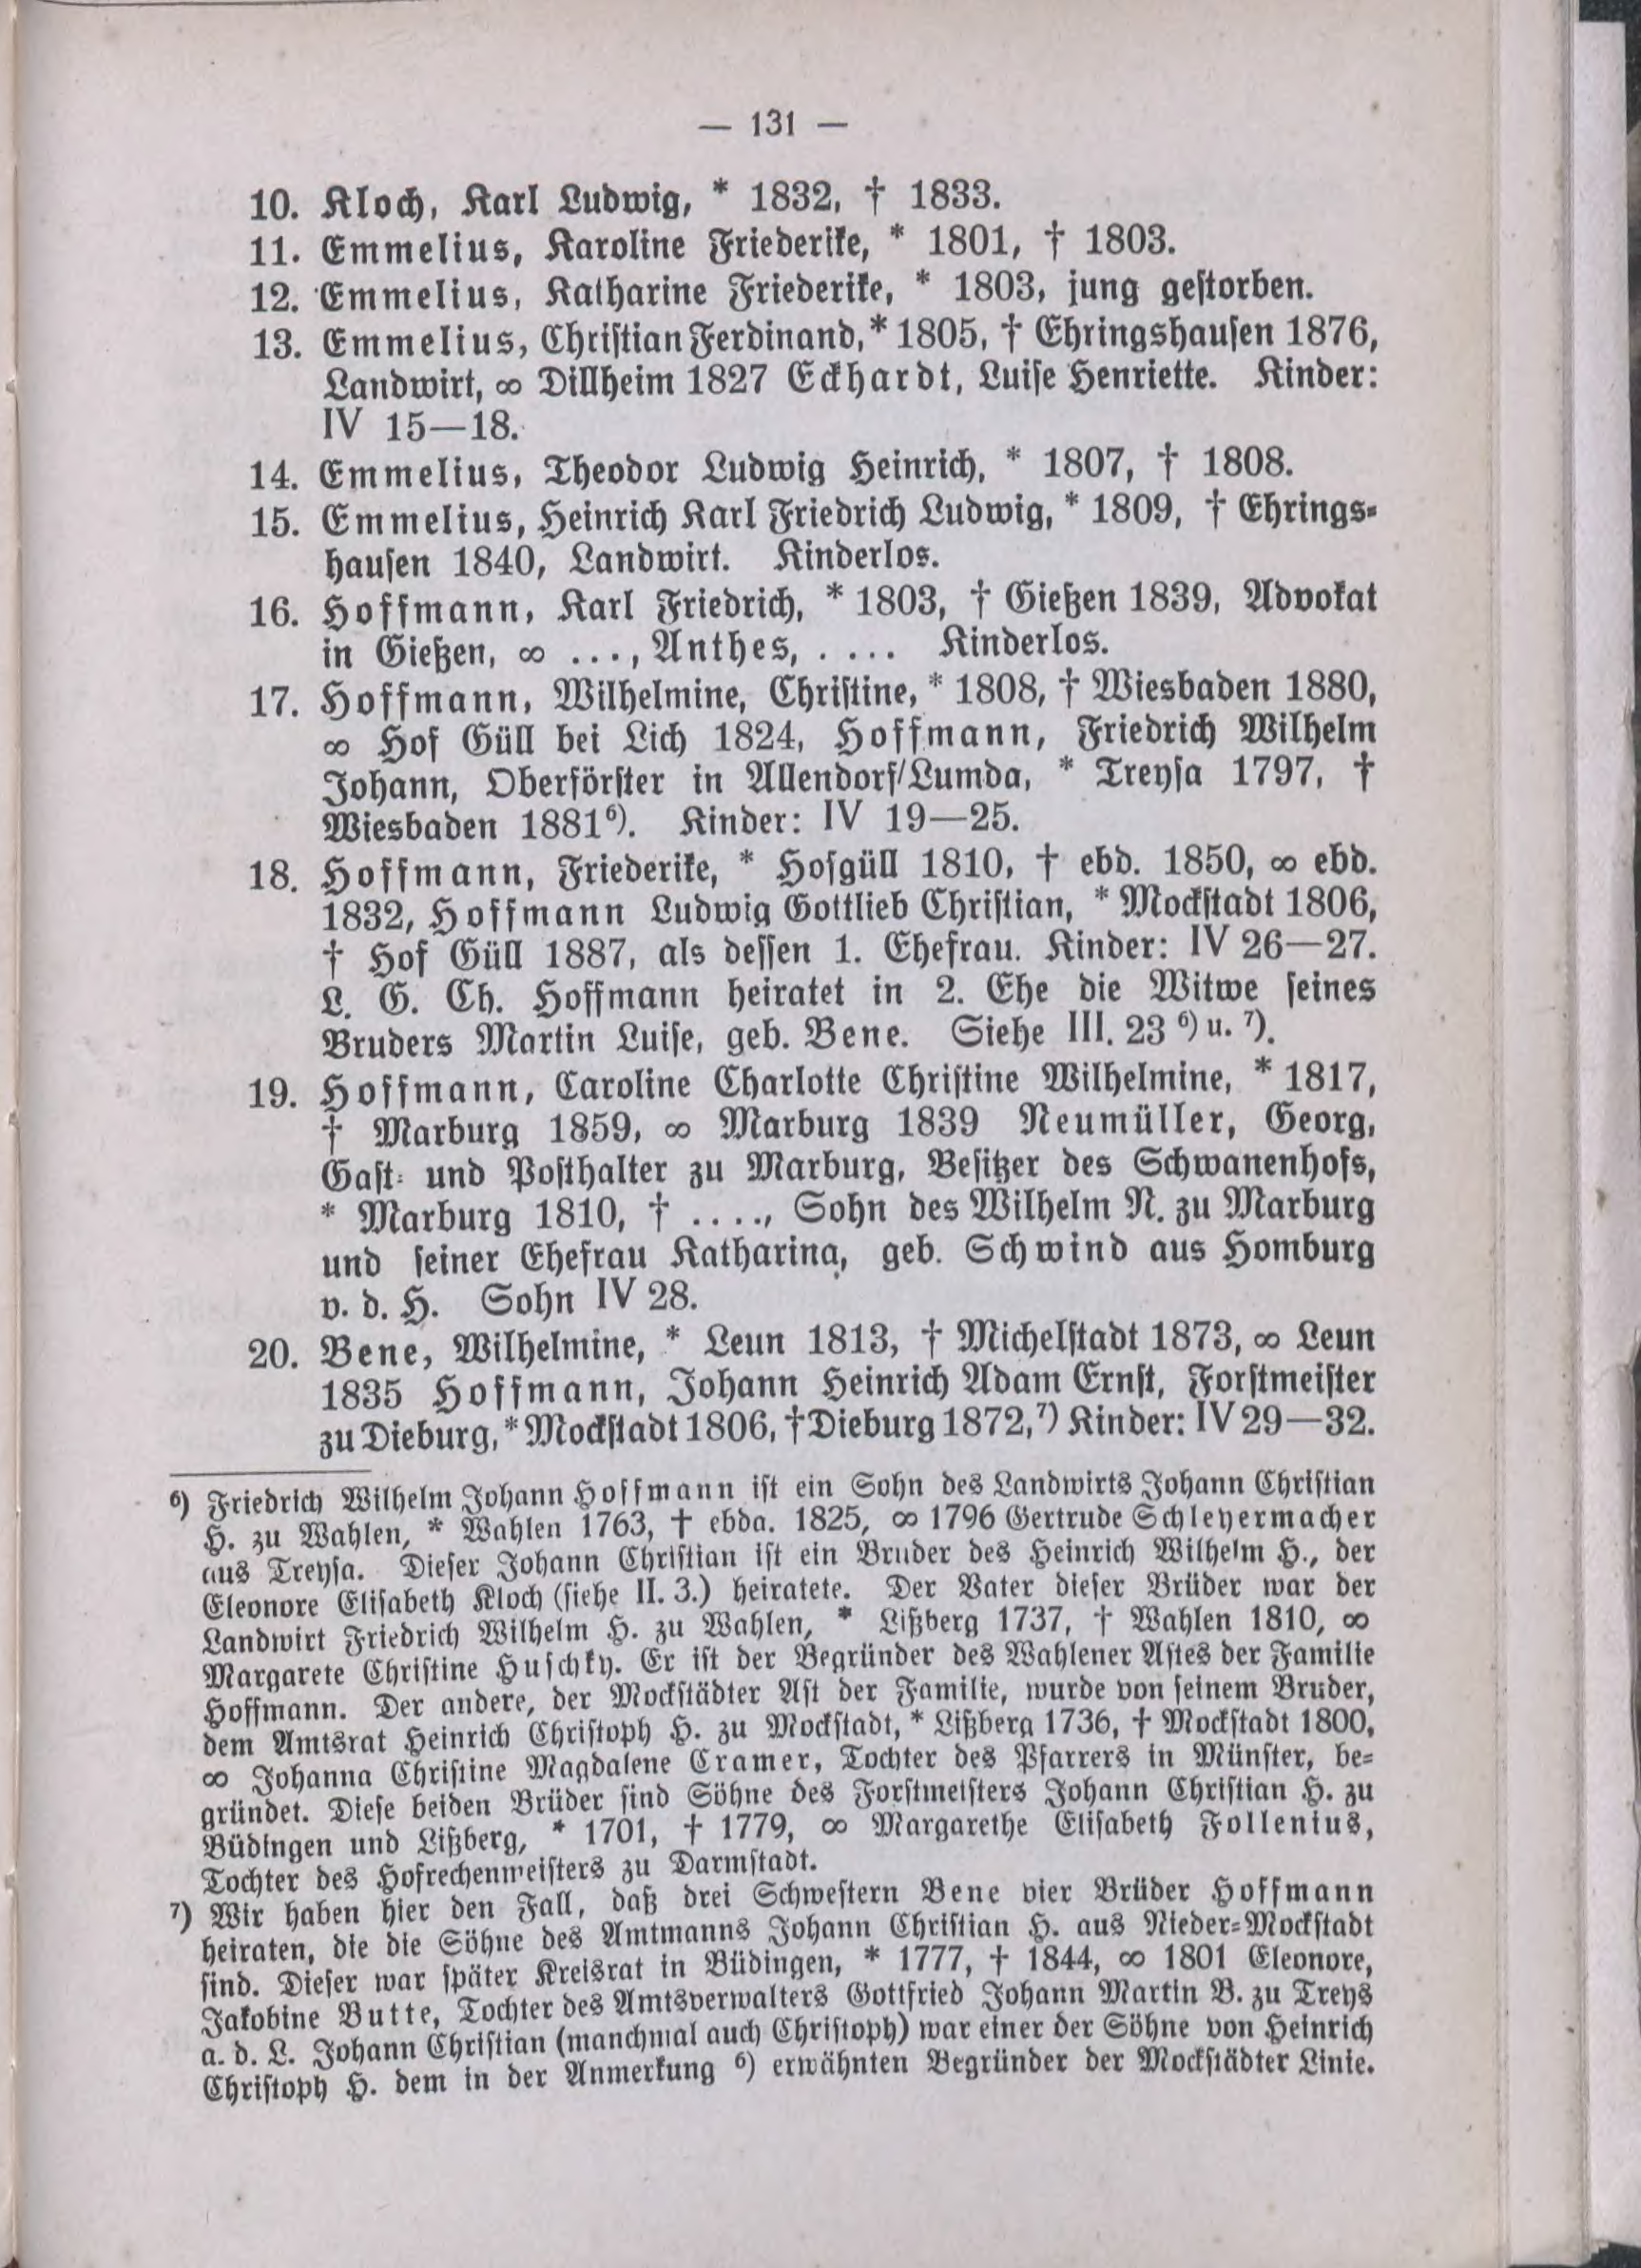 — 131 —
10. Kloch, Karl Ludwig, * 1832, † 1833.
11. Emmelius, Karoline Friederike, * 1801, † 1803.
12. Emmelius, Katharine Friederike, * 1803, jung gestorben.
13. Emmelius, Christian Ferdinand, * 1805, † Ehringshausen 1876,
Landwirt, ∞ Dillheim 1827 Eckhardt, Luise Henriette. Kinder:
IV 15—18.
14. Emmelius, Theodor Ludwig Heinrich, * 1807, † 1808.
15. Emmelius, Heinrich Karl Friedrich Ludwig, * 1809, † Ehrings-
hausen 1840, Landwirt. Kinderlos.
16. Hoffmann, Karl Friedrich, * 1803, † Gießen 1839, Advokat
in Gießen, ∞ ..., Anthes, .... Kinderlos.
17. Hoffmann, Wilhelmine, Christine, * 1808, † Wiesbaden 1880,
∞ Hof Güll bei Lich 1824, Hoffmann, Friedrich Wilhelm
Johann, Oberförster in Allendorf/Lumda, * Treysa 1797, †
Wiesbaden 1881⁶). Kinder: IV 19—25.
18. Hoffmann, Friederike, * Hofgüll 1810, † ebd. 1850, ∞ ebd.
1832, Hoffmann Ludwig Gottlieb Christian, * Mockstadt 1806,
† Hof Güll 1887, als dessen 1. Ehefrau. Kinder: IV 26—27.
L. G. Ch. Hoffmann heiratet in 2. Ehe die Witwe seines
Bruders Martin Luise, geb. Bene. Siehe III. 23 ⁶) u. ⁷).
19. Hoffmann, Caroline Charlotte Christine Wilhelmine, * 1817,
† Marburg 1859, ∞ Marburg 1839 Neumüller, Georg,
Gast- und Posthalter zu Marburg, Besitzer des Schwanenhofs,
* Marburg 1810, † ...., Sohn des Wilhelm N. zu Marburg
und seiner Ehefrau Katharina, geb. Schwind aus Homburg
v. d. H. Sohn IV 28.
20. Bene, Wilhelmine, * Leun 1813, † Michelstadt 1873, ∞ Leun
1835 Hoffmann, Johann Heinrich Adam Ernst, Forstmeister
zu Dieburg, * Mockstadt 1806, † Dieburg 1872,⁷) Kinder: IV 29—32.
⁶) Friedrich Wilhelm Johann Hoffmann ist ein Sohn des Landwirts Johann Christian
H. zu Wahlen, * Wahlen 1763, † ebda. 1825, ∞ 1796 Gertrude Schleyermacher
aus Treysa. Dieser Johann Christian ist ein Bruder des Heinrich Wilhelm H., der
Eleonore Elisabeth Kloch (siehe II. 3.) heiratete. Der Vater dieser Brüder war der
Landwirt Friedrich Wilhelm H. zu Wahlen, * Lißberg 1737, † Wahlen 1810, ∞
Margarete Christine Huschky. Er ist der Begründer des Wahlener Astes der Familie
Hoffmann. Der andere, der Mockstädter Ast der Familie, wurde von seinem Bruder,
dem Amtsrat Heinrich Christoph H. zu Mockstadt, * Lißberg 1736, † Mockstadt 1800,
∞ Johanna Christine Magdalene Cramer, Tochter des Pfarrers in Münster, be-
gründet. Diese beiden Brüder sind Söhne des Forstmeisters Johann Christian H. zu
Büdingen und Lißberg, * 1701, † 1779, ∞ Margarethe Elisabeth Follenius,
Tochter des Hofrechenmeisters zu Darmstadt.
⁷) Wir haben hier den Fall, daß drei Schwestern Bene vier Brüder Hoffmann
heiraten, die die Söhne des Amtmanns Johann Christian H. aus Nieder-Mockstadt
sind. Dieser war später Kreisrat in Büdingen, * 1777, † 1844, ∞ 1801 Eleonore,
Jakobine Butte, Tochter des Amtsverwalters Gottfried Johann Martin B. zu Treys
a. d. L. Johann Christian (manchmal auch Christoph) war einer der Söhne von Heinrich
Christoph H. dem in der Anmerkung ⁶) erwähnten Begründer der Mockstädter Linie.